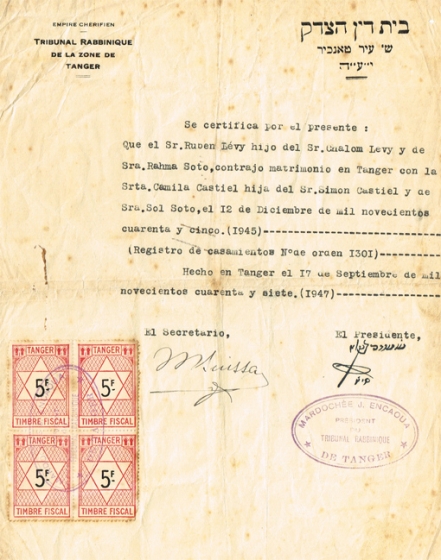 EMPIRE CHÉRIFIEN
TRIBUNAL RABBINIQUE
DE LA ZONE DE
TANGER
בית דין הצדק
ש׳ עיר טאנכיר
יע״ה
Se certifica por el presente :
Que el Sr.Ruben Lévy hijo del Sr.Chalom Levy y de
Sra.Rahma Soto,contrajo matrimonio en Tanger con la
Srta.Camila Castiel hija del Sr.Simon Castiel y de
Sra.Sol Soto,el 12 de Diciembre de mil novecientos
cuarenta y cinco.(1945)
(Registro de casamientos N°de orden I30I)
Hecho en Tanger el 17 de Septiembre de mil
novecientos cuarenta y siete.(1947)
El Secretario,
El Presidente,
TANGER
5F
TIMBRE FISCAL
TANGER
5F
TIMBRE FISCAL
TANGER
5F
TIMBRE FISCAL
TANGER
5F
TIMBRE FISCAL
MARDOCHÉE J. ENCAOUA
PRESIDENT
TRIBUNAL RABBINIQUE
DE TANGER